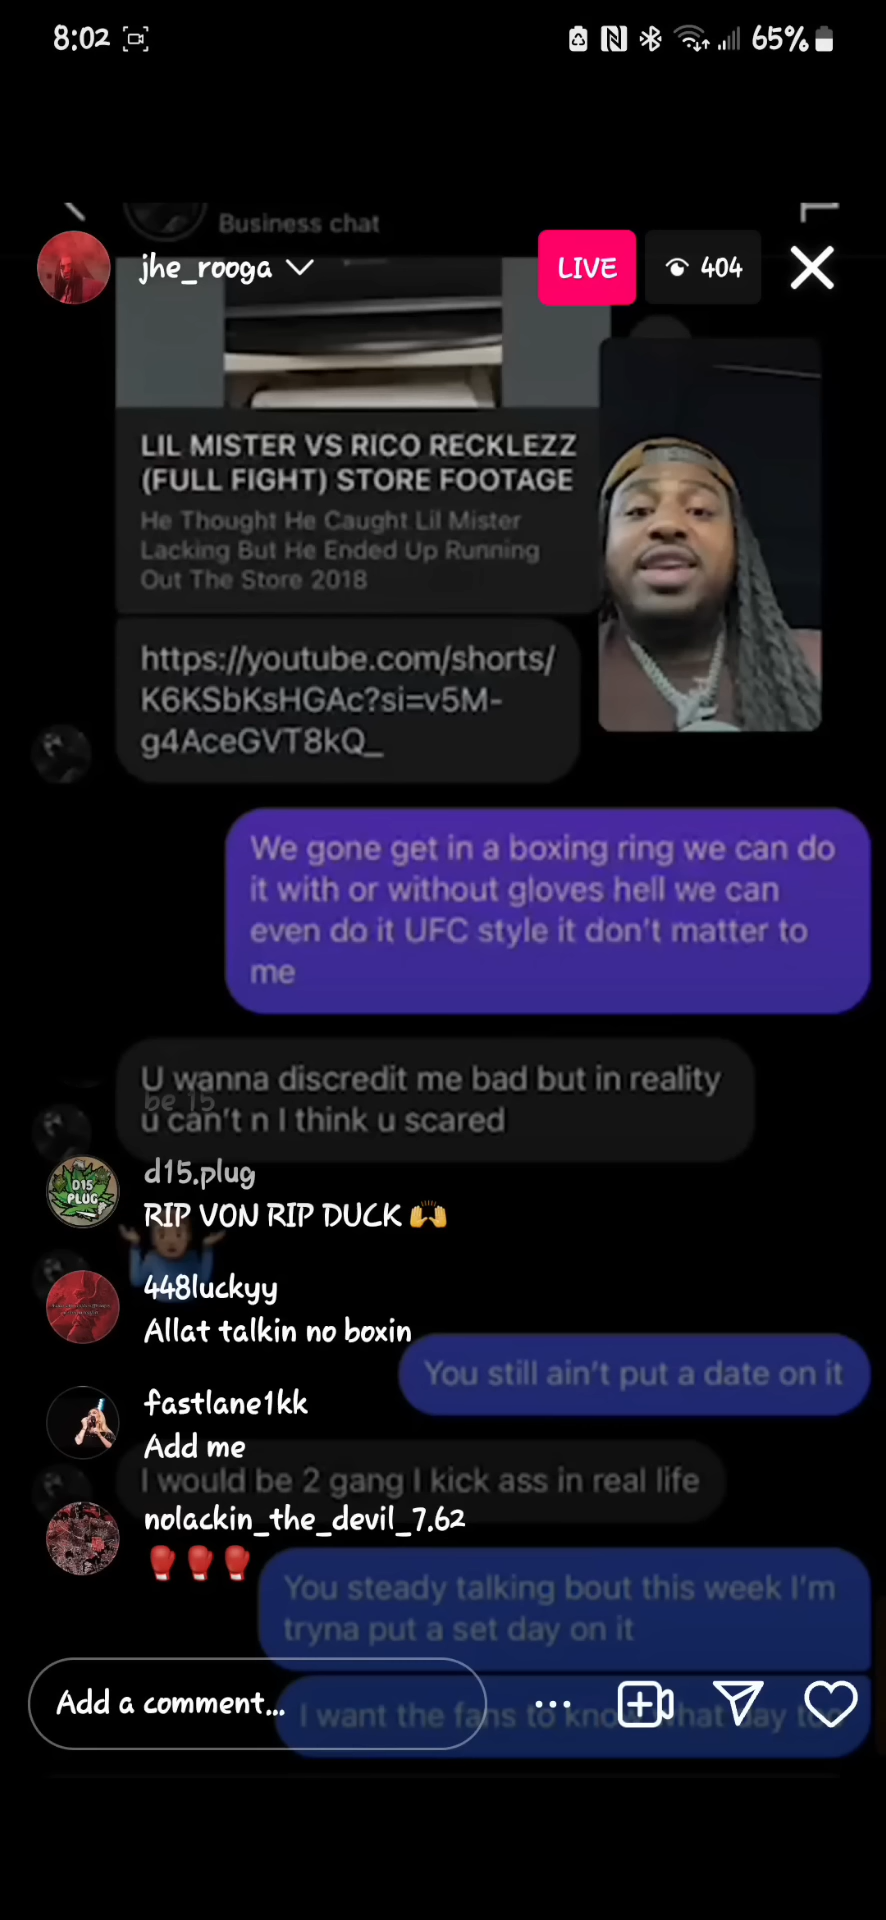 8:02
65%
Business chat
jhe_rooga
LIVE
404
LIL MISTER VS RICO RECKLEZZ
(FULL FIGHT) STORE FOOTAGE
He Thought He Caught Lil Mister
Lacking But He Ended Up Running
Out The Store 2018
https://youtube.com/shorts/
K6KSbKsHGAc?si=v5M-
g4AceGVT8kQ_
We gone get in a boxing ring we can do
it with or without gloves hell we can
even do it UFC style it don't matter to
me
U wanna discredit me bad but in reality
u can't n I think u scared
be 15
d15.plug
D15
PLUG
RIP VON RIP DUCK 🙌
448luckyy
Allat talkin no boxin
You still ain't put a date on it
fastlane1kk
Add me
I would be 2 gang I kick ass in real life
nolackin_the_devil_7.62
🥊🥊🥊
You steady talking bout this week I'm
tryna put a set day on it
Add a comment...
I want the fans to know what day too